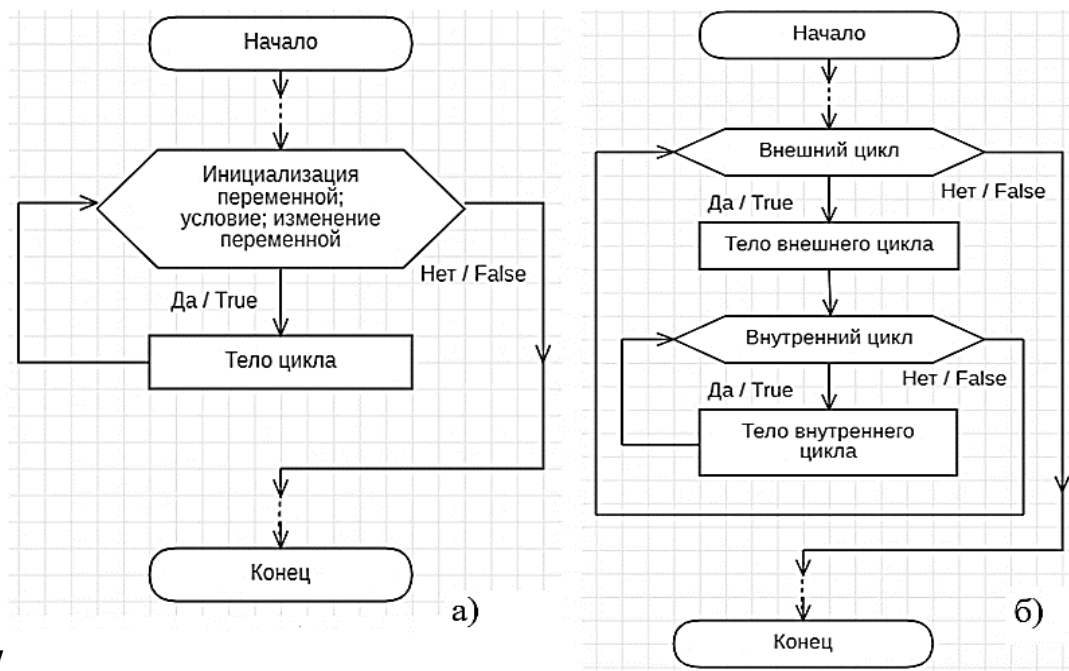 Начало
Инициализация
переменной;
условие; изменение
переменной
Нет / False
Да / True
Тело цикла
Конец
а)
Начало
Внешний цикл
Нет / False
Да / True
Тело внешнего цикла
Внутренний цикл
Нет / False
Да / True
Тело внутреннего
цикла
Конец
б)